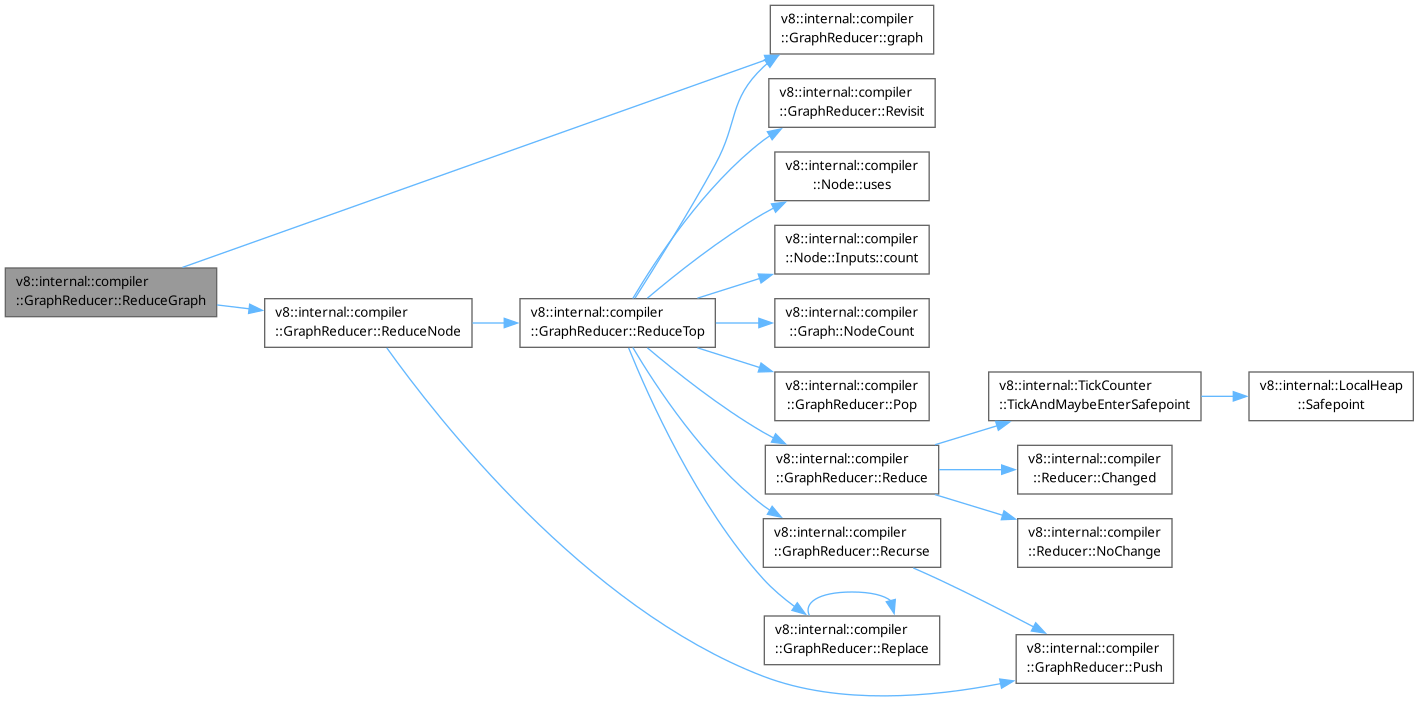 v8::internal::compiler
::GraphReducer::graph
v8::internal::compiler
::GraphReducer::Revisit
v8::internal::compiler
::Node::uses
v8::internal::compiler
::Node::Inputs::count
v8::internal::compiler
::GraphReducer::ReduceGraph
v8::internal::compiler
::GraphReducer::ReduceNode
v8::internal::compiler
::GraphReducer::ReduceTop
v8::internal::compiler
::Graph::NodeCount
v8::internal::compiler
::GraphReducer::Pop
v8::internal::TickCounter
::TickAndMaybeEnterSafepoint
v8::internal::LocalHeap
::Safepoint
v8::internal::compiler
::GraphReducer::Reduce
v8::internal::compiler
::Reducer::Changed
v8::internal::compiler
::GraphReducer::Recurse
v8::internal::compiler
::Reducer::NoChange
v8::internal::compiler
::GraphReducer::Replace
v8::internal::compiler
::GraphReducer::Push